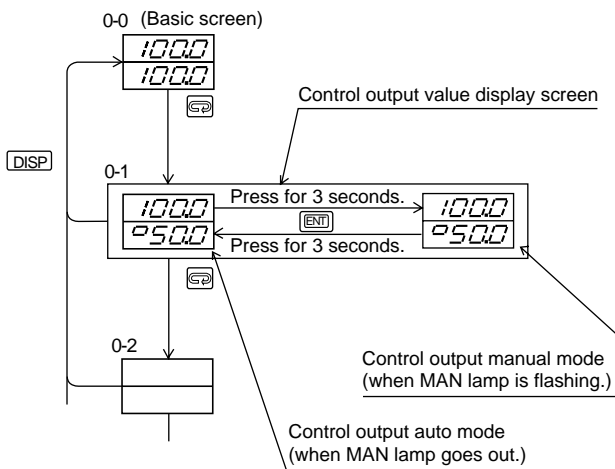 0-0 (Basic screen)
100.0
100.0
Control output value display screen
DISP
0-1
Press for 3 seconds.
100.0
ENT
100.0
o50.0
o50.0
Press for 3 seconds.
0-2
Control output manual mode
(when MAN lamp is flashing.)
Control output auto mode
(when MAN lamp goes out.)